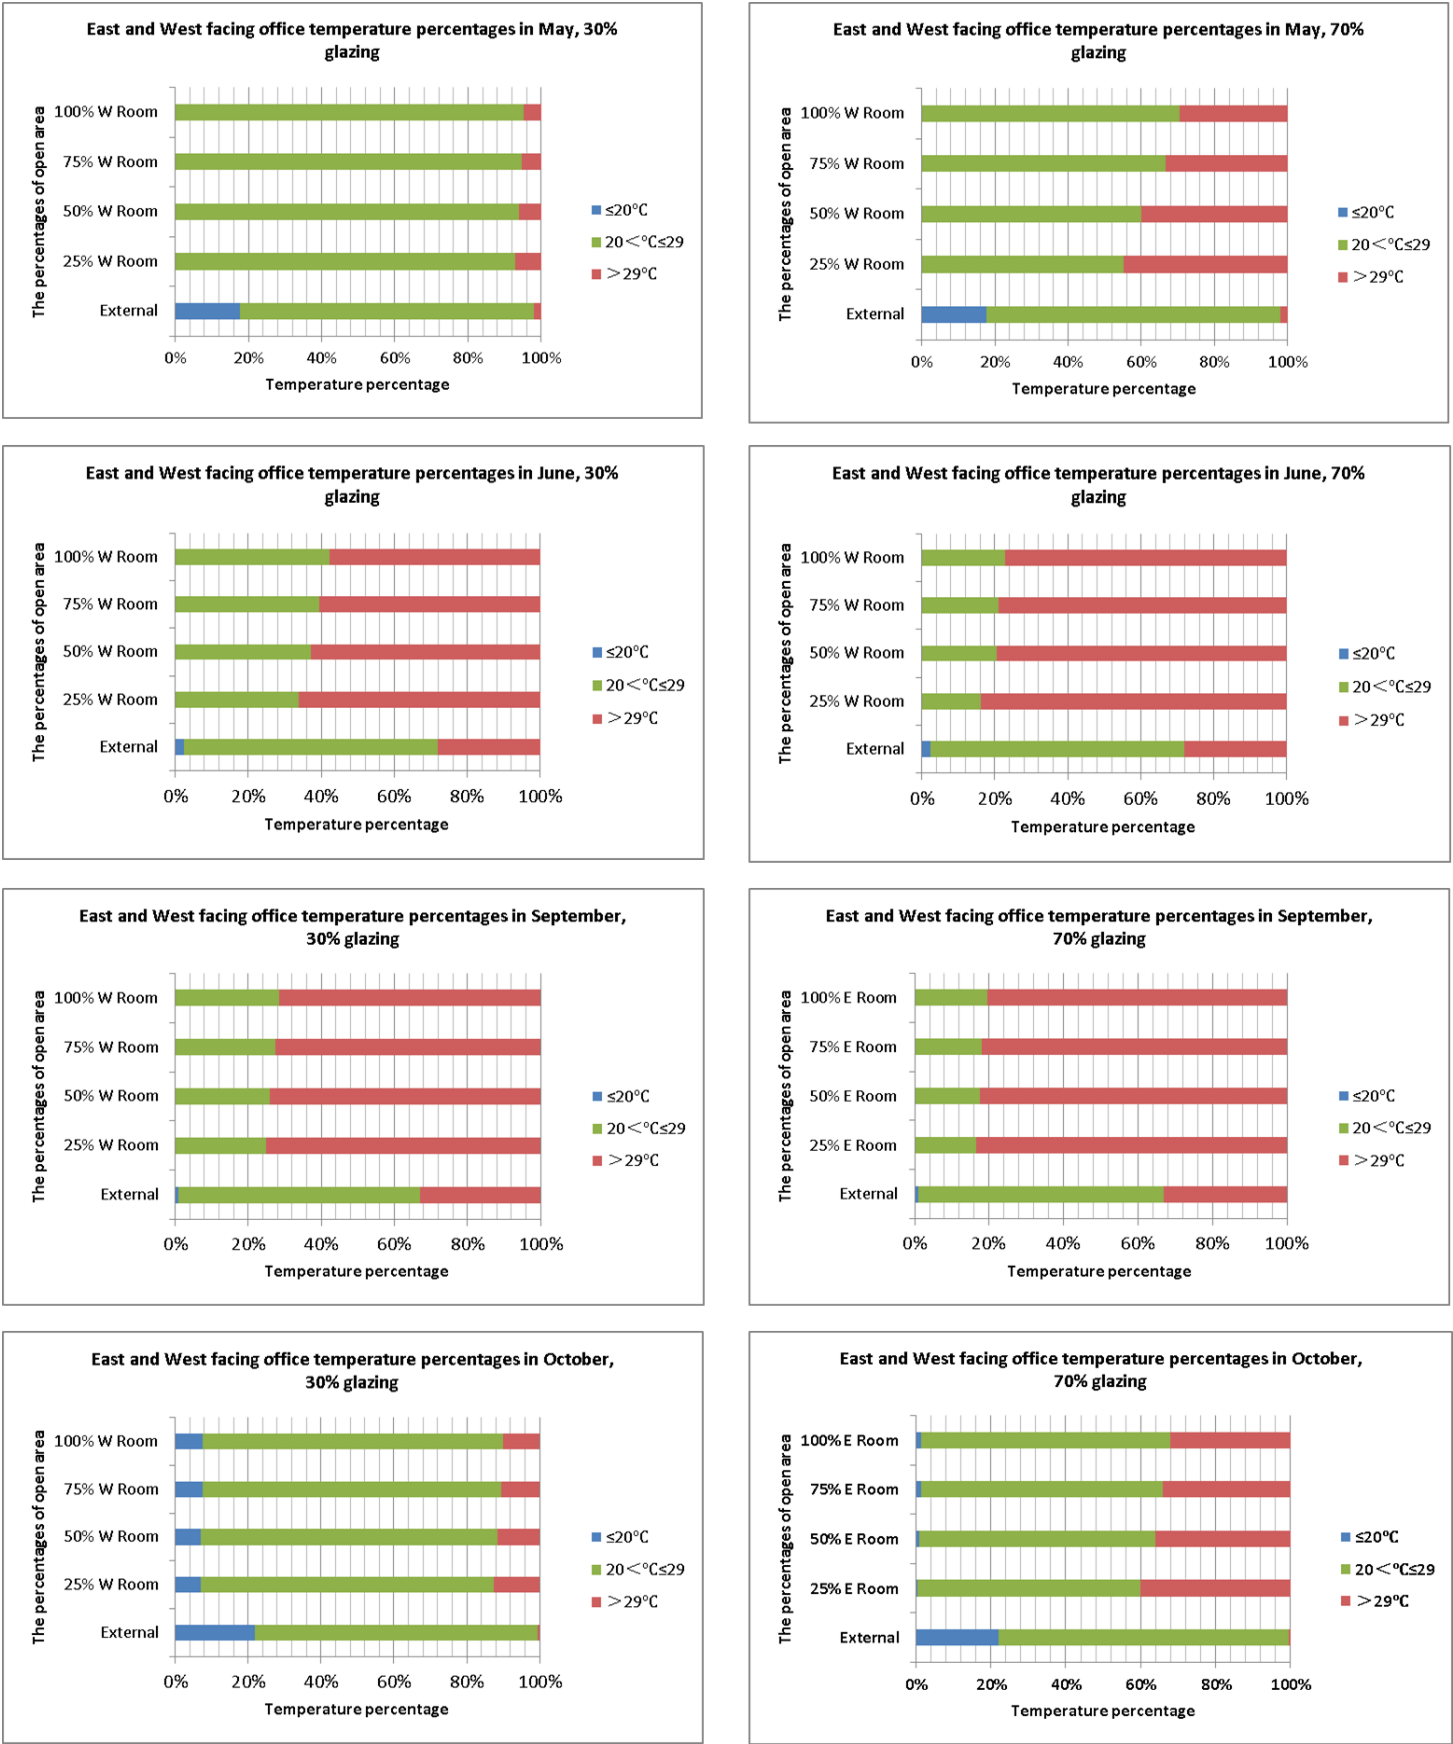 East and West facing office temperature percentages in May, 30%
glazing
The percentages of open area
100% W Room
75% W Room
50% W Room
25% W Room
External
0% 20% 40% 60% 80% 100%
Temperature percentage
≤20℃
20＜℃≤29
＞29℃
East and West facing office temperature percentages in May, 70%
glazing
The percentages of open area
100% W Room
75% W Room
50% W Room
25% W Room
External
0% 20% 40% 60% 80% 100%
Temperature percentage
≤20℃
20＜℃≤29
＞29℃
East and West facing office temperature percentages in June, 30%
glazing
The percentages of open area
100% W Room
75% W Room
50% W Room
25% W Room
External
0% 20% 40% 60% 80% 100%
Temperature percentage
≤20℃
20＜℃≤29
＞29℃
East and West facing office temperature percentages in June, 70%
glazing
The percentages of open area
100% W Room
75% W Room
50% W Room
25% W Room
External
0% 20% 40% 60% 80% 100%
Temperature percentage
≤20℃
20＜℃≤29
＞29℃
East and West facing office temperature percentages in September,
30% glazing
The percentages of open area
100% W Room
75% W Room
50% W Room
25% W Room
External
0% 20% 40% 60% 80% 100%
Temperature percentage
≤20℃
20＜℃≤29
＞29℃
East and West facing office temperature percentages in September,
70% glazing
The percentages of open area
100% E Room
75% E Room
50% E Room
25% E Room
External
0% 20% 40% 60% 80% 100%
Temperature percentage
≤20℃
20＜℃≤29
＞29℃
East and West facing office temperature percentages in October,
30% glazing
The percentages of open area
100% W Room
75% W Room
50% W Room
25% W Room
External
0% 20% 40% 60% 80% 100%
Temperature percentage
≤20℃
20＜℃≤29
＞29℃
East and West facing office temperature percentages in October,
70% glazing
The percentages of open area
100% E Room
75% E Room
50% E Room
25% E Room
External
0% 20% 40% 60% 80% 100%
Temperature percentage
≤20℃
20＜℃≤29
＞29℃